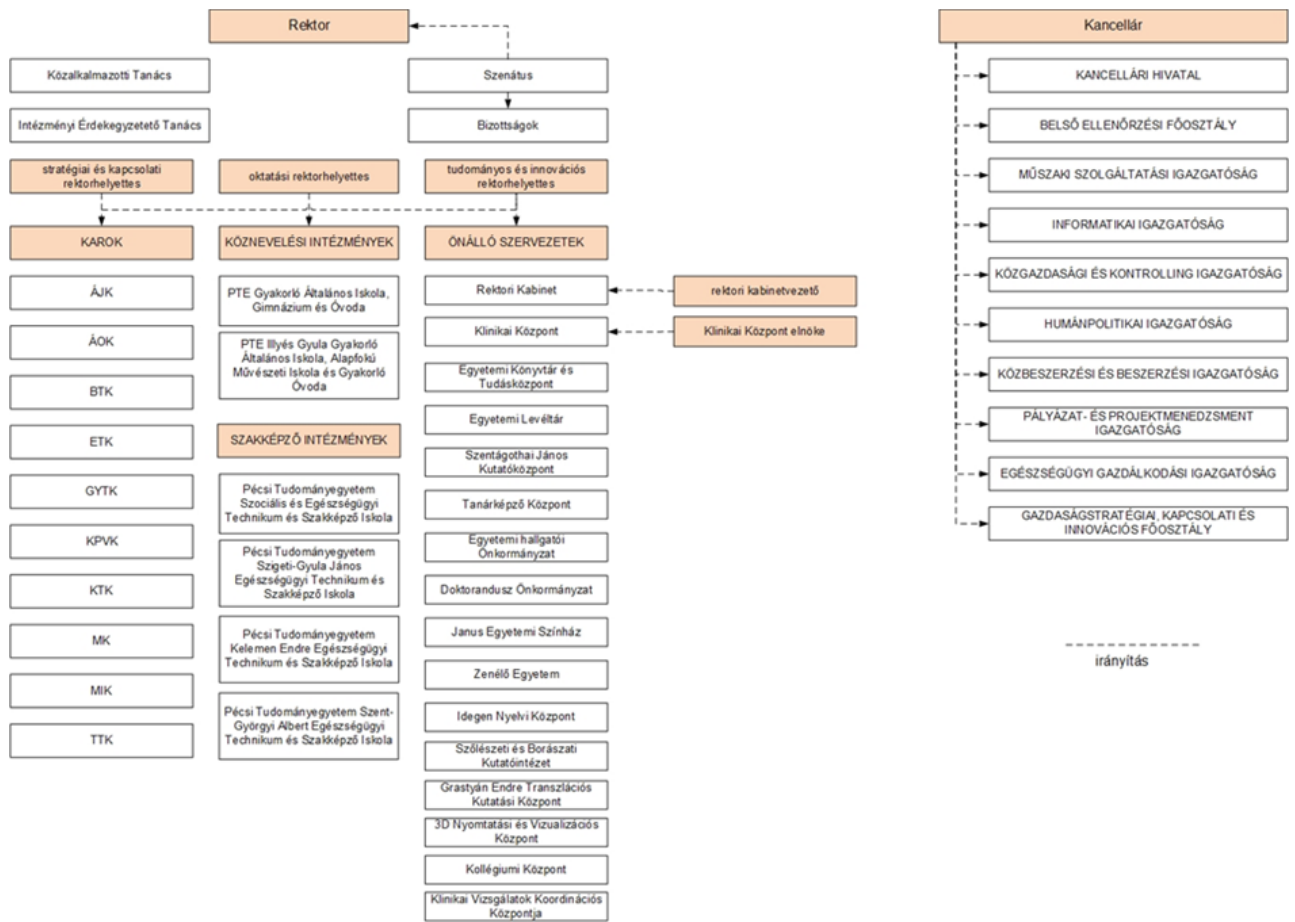 Rektor
Közalkalmazotti Tanács
Szenátus
Intézményi Érdekegyzetető Tanács
Bizottságok
stratégiai és kapcsolati
rektorhelyettes
oktatási rektorhelyettes
tudományos és innovációs
rektorhelyettes
KAROK
ÁJK
ÁOK
BTK
ETK
GYTK
KPVK
KTK
MK
MIK
TTK
KÖZNEVELÉSI INTÉZMÉNYEK
PTE Gyakorló Általános Iskola,
Gimnázium és Óvoda
PTE Illyés Gyula Gyakorló
Általános Iskola, Alapfokú
Művészeti Iskola és Gyakorló
Óvoda
SZAKKÉPZŐ INTÉZMÉNYEK
Pécsi Tudományegyetem
Szociális és Egészségügyi
Technikum és Szakképző Iskola
Pécsi Tudományegyetem
Szigeti-Gyula János
Egészségügyi Technikum és
Szakképző Iskola
Pécsi Tudományegyetem
Kelemen Endre Egészségügyi
Technikum és Szakképző Iskola
Pécsi Tudományegyetem Szent-
Györgyi Albert Egészségügyi
Technikum és Szakképző Iskola
ÖNÁLLÓ SZERVEZETEK
Rektori Kabinet
rektori kabinetvezető
Klinikai Központ
Klinikai Központ elnöke
Egyetemi Könyvtár és
Tudásközpont
Egyetemi Levéltár
Szentágothai János
Kutatóközpont
Tanárképző Központ
Egyetemi hallgatói
Önkormányzat
Doktorandusz Önkormányzat
Janus Egyetemi Színház
Zenélő Egyetem
Idegen Nyelvi Központ
Szőlészeti és Borászati
Kutatóintézet
Grastyán Endre Transzlációs
Kutatási Központ
3D Nyomtatási és Vizualizációs
Központ
Kollégiumi Központ
Klinikai Vizsgálatok Koordinációs
Központja
Kancellár
KANCELLÁRI HIVATAL
BELSŐ ELLENŐRZÉSI FŐOSZTÁLY
MŰSZAKI SZOLGÁLTATÁSI IGAZGATÓSÁG
INFORMATIKAI IGAZGATÓSÁG
KÖZGAZDASÁGI ÉS KONTROLLING IGAZGATÓSÁG
HUMÁNPOLITIKAI IGAZGATÓSÁG
KÖZBESZERZÉSI ÉS BESZERZÉSI IGAZGATÓSÁG
PÁLYÁZAT- ÉS PROJEKTMENEDZSMENT
IGAZGATÓSÁG
EGÉSZSÉGÜGYI GAZDÁLKODÁSI IGAZGATÓSÁG
GAZDASÁGSTRATÉGIAI, KAPCSOLATI ÉS
INNOVÁCIÓS FŐOSZTÁLY
irányítás